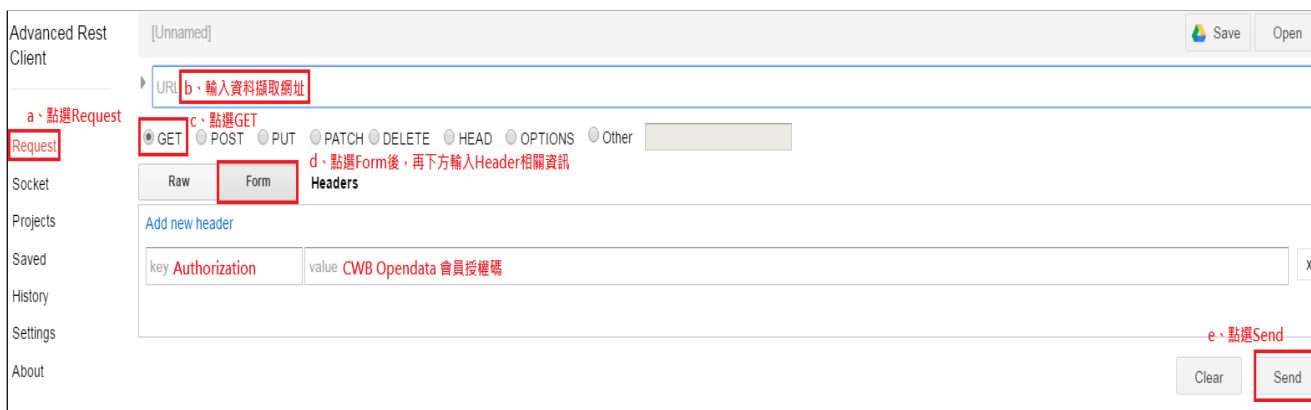 Advanced Rest
Client
[Unnamed]
Save
Open
URL b、輸入資料擷取網址
a、點選Request
c、點選GET
Request
GET POST PUT PATCH DELETE HEAD OPTIONS Other
d、點選Form後，再下方輸入Header相關資訊
Socket
Raw
Form
Headers
Projects
Add new header
Saved
key Authorization
value CWB Opendata 會員授權碼
x
History
Settings
e、點選Send
About
Clear
Send